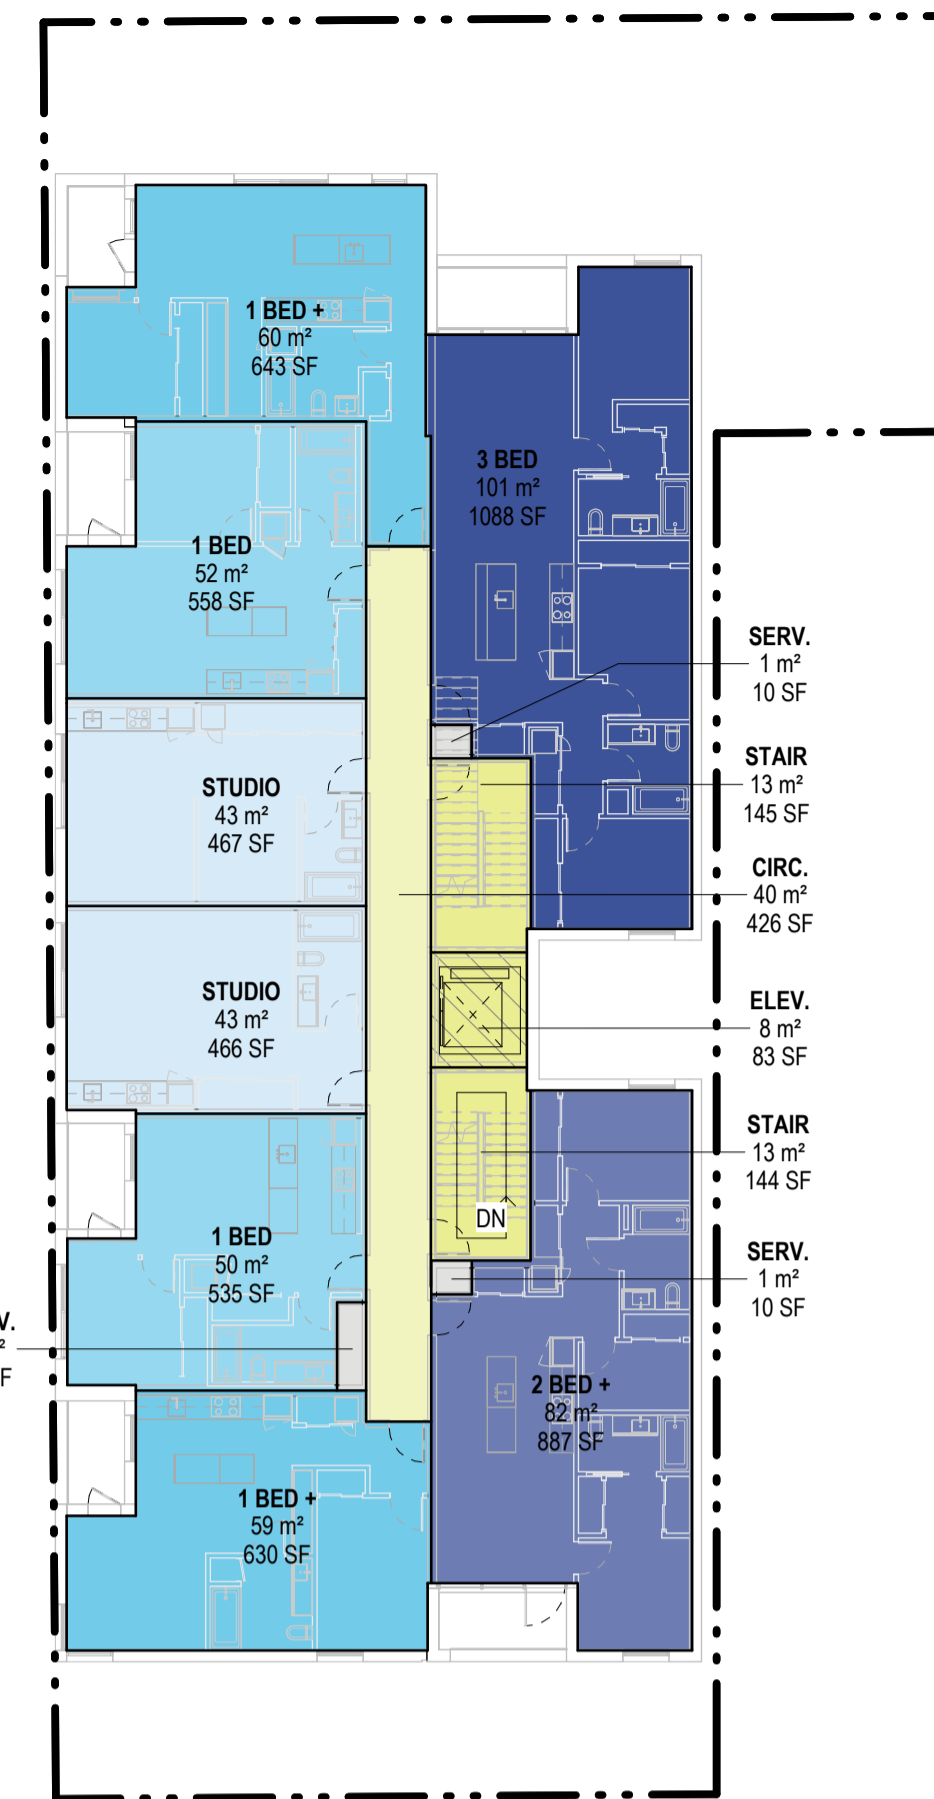 1 BED +
60 m²
643 SF
3 BED
101 m²
1088 SF
1 BED
52 m²
558 SF
SERV.
1 m²
10 SF
STAIR
13 m²
145 SF
STUDIO
43 m²
467 SF
CIRC.
40 m²
426 SF
STUDIO
43 m²
466 SF
ELEV.
8 m²
83 SF
STAIR
13 m²
144 SF
DN
1 BED
50 m²
535 SF
SERV.
1 m²
10 SF
V.
²
F
2 BED +
82 m²
887 SF
1 BED +
59 m²
630 SF